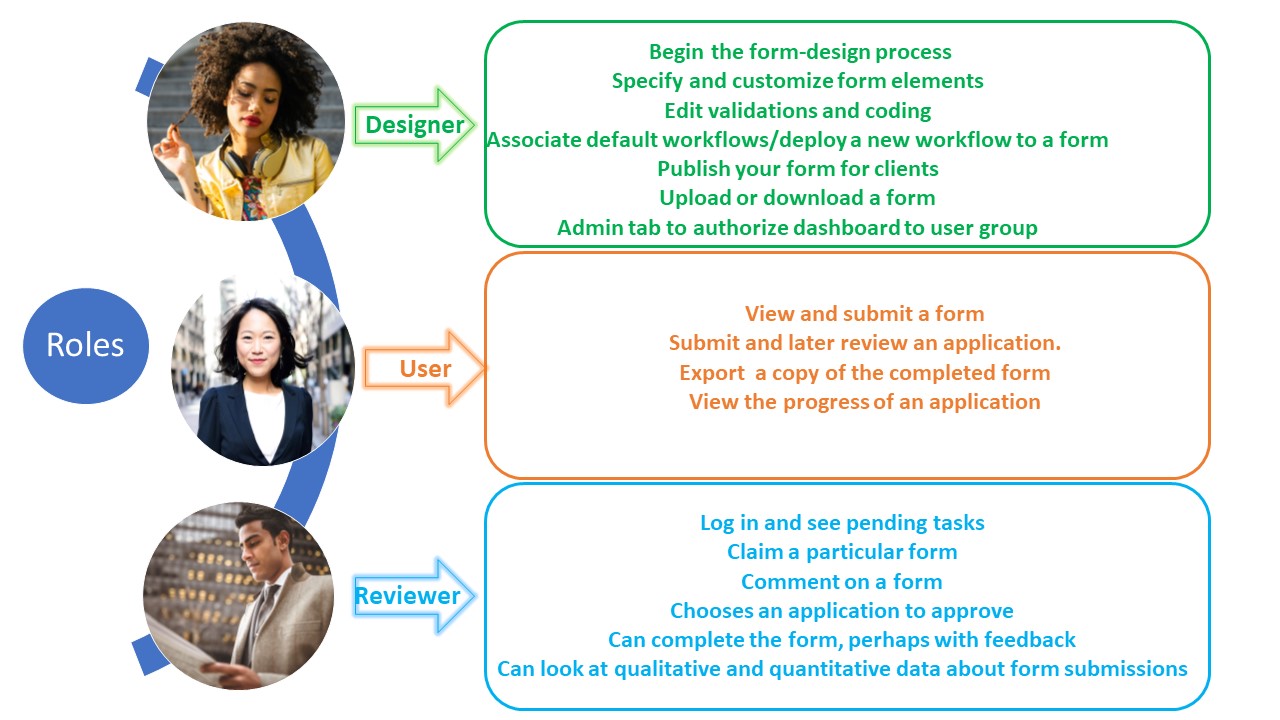 Roles
Designer
Begin the form-design process
Specify and customize form elements
Edit validations and coding
Associate default workflows/deploy a new workflow to a form
Publish your form for clients
Upload or download a form
Admin tab to authorize dashboard to user group
User
View and submit a form
Submit and later review an application.
Export a copy of the completed form
View the progress of an application
Reviewer
Log in and see pending tasks
Claim a particular form
Comment on a form
Chooses an application to approve
Can complete the form, perhaps with feedback
Can look at qualitative and quantitative data about form submissions